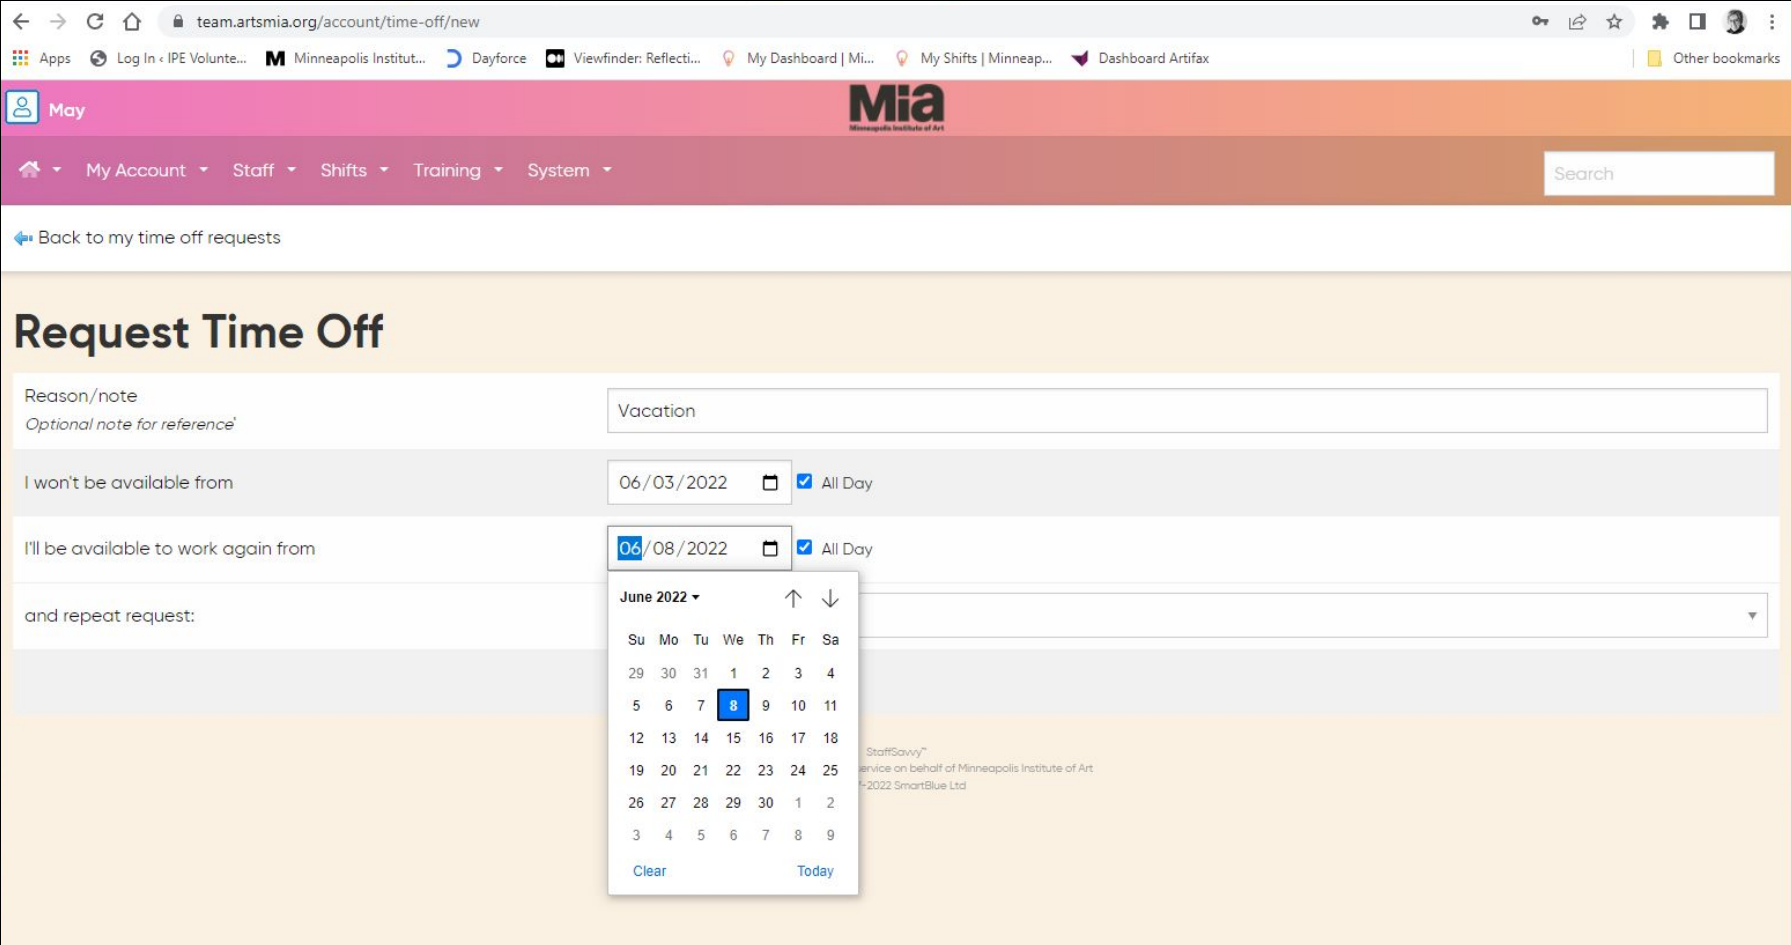 team.artsmia.org/account/time-off/new
Apps Log In ‹ IPE Volunte... Minneapolis Institut... Dayforce Viewfinder: Reflecti... My Dashboard | Mi... My Shifts | Minneap... Dashboard Artifax Other bookmarks
May
Mia
Minneapolis Institute of Art
My Account Staff Shifts Training System Search
Back to my time off requests
Request Time Off
Reason/note
Optional note for reference
Vacation
I won't be available from 06/03/2022 All Day
I'll be available to work again from 06/08/2022 All Day
and repeat request:
June 2022
Su Mo Tu We Th Fr Sa
29 30 31 1 2 3 4
5 6 7 8 9 10 11
12 13 14 15 16 17 18
19 20 21 22 23 24 25
26 27 28 29 30 1 2
3 4 5 6 7 8 9
Clear Today
StaffSavvy™
service on behalf of Minneapolis Institute of Art
-2022 SmartBlue Ltd